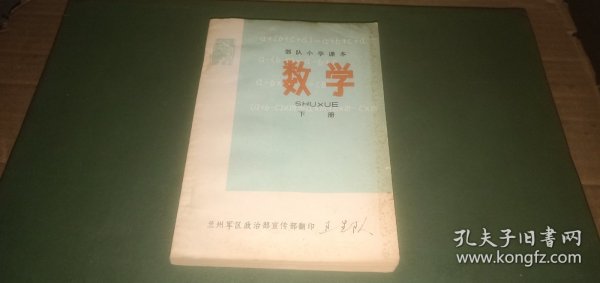 部队小学课本
数学
SHUXUE
下册
兰州军区政治部宣传部翻印
孔夫子旧书网
www.kongfz.com